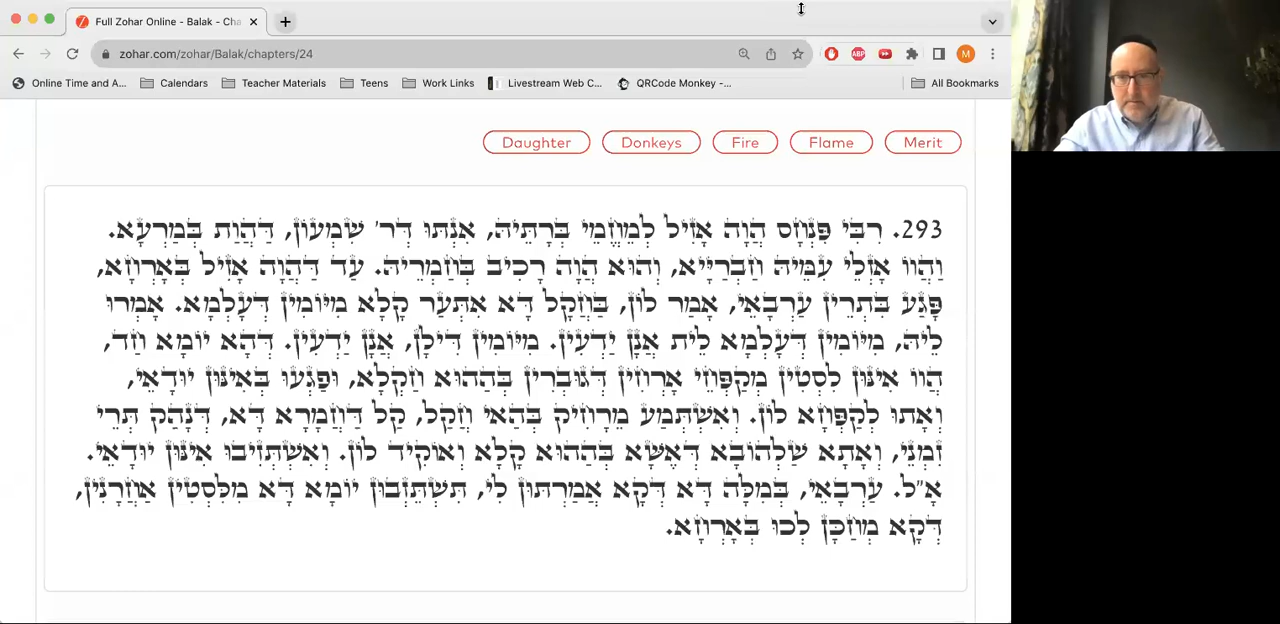 Full Zohar Online - Balak - Cha
zohar.com/zohar/Balak/chapters/24
ABP
M
Online Time and A...
Calendars
Teacher Materials
Teens
Work Links
Livestream Web C...
QRCode Monkey -...
All Bookmarks
Daughter
Donkeys
Fire
Flame
Merit
293. רִבִּי פִּנְחָס הֲוָה אָזִיל לְמֶחֱמֵי בְּרַתֵּיהּ, אִנְתּוּ דְּר' שִׁמְעוֹן, דַּהֲוַת בְּמַרְעָא.
וַהֲווֹ אָזְלֵי עִמֵּיהּ חַבְרַיָּיא, וְהוּא הֲוָה רָכִיב בְּחַמְרֵיהּ. עַד דַּהֲוָה אָזִיל בְּאָרְחָא,
פָּגַע בִּתְרֵין עַרְבָאֵי, אָמַר לוֹן, בַּחֲקַל דָּא אִתְּעַר קָלָא מִיּוֹמִין דְּעָלְמָא. אָמְרוּ
לֵיהּ, מִיּוֹמִין דְּעָלְמָא לֵית אֲנָן יַדְעִין. מִיּוֹמִין דִּילָן, אֲנָן יַדְעִין. דְּהָא יוֹמָא חַד,
הֲווֹ אִינּוּן לִסְטִין מְקַפְּחֵי אָרְחִין דְּגוּבְרִין בְּהַהוּא חַקְלָא, וּפַגְעוּ בְּאִינּוּן יוּדָאֵי,
וְאָתוּ לְקַפְּחָא לוֹן. וְאִשְׁתְּמַע מֵרָחִיק בְּהַאי חֲקַל, קַל דַּחֲמָרָא דָּא, דְּנָהַק תְּרֵי
זִמְנֵי, וְאָתָא שַׁלְהוֹבָא דְּאֶשָּׁא בְּהַהוּא קָלָא וְאוֹקִיד לוֹן. וְאִשְׁתְּזִיבוּ אִינּוּן יוּדָאֵי.
אָ"ל. עַרְבָאֵי, בְּמִלָּה דָּא דְּקָא אֲמַרְתּוּן לִי, תִּשְׁתֵּזְבוּן יוֹמָא דָּא מִלִּסְטִין אַחֲרָנִין,
דְּקָא מְחַכָּן לְכוּ בְּאָרְחָא.